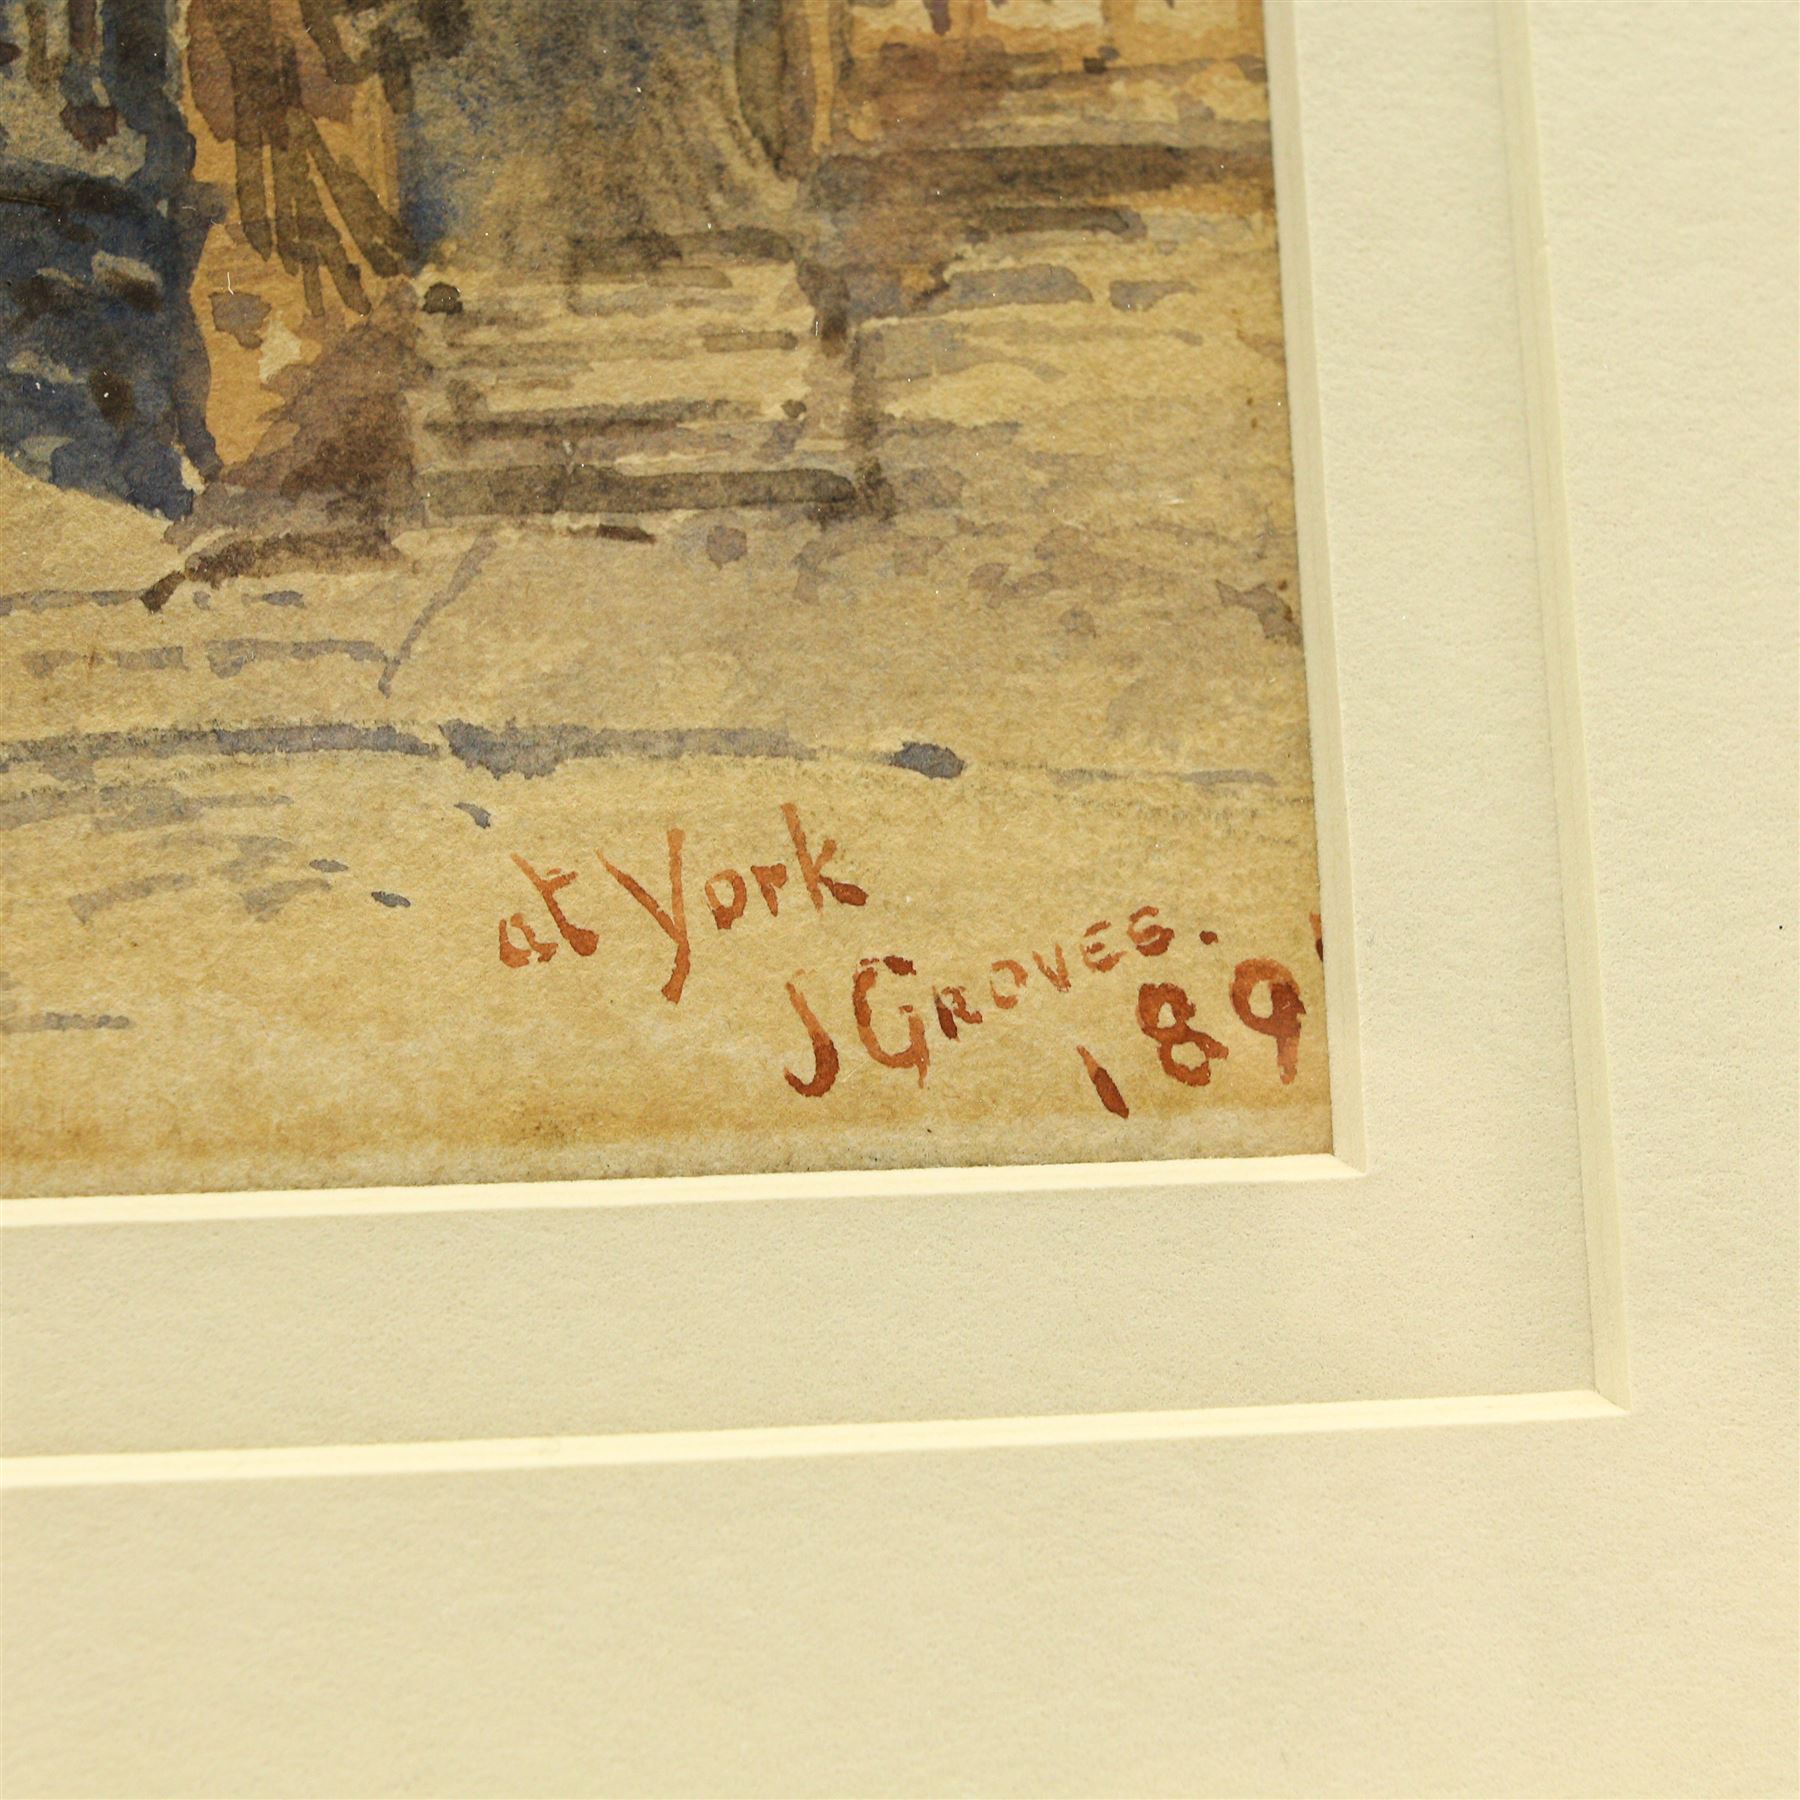 at York
J GROVES.
189